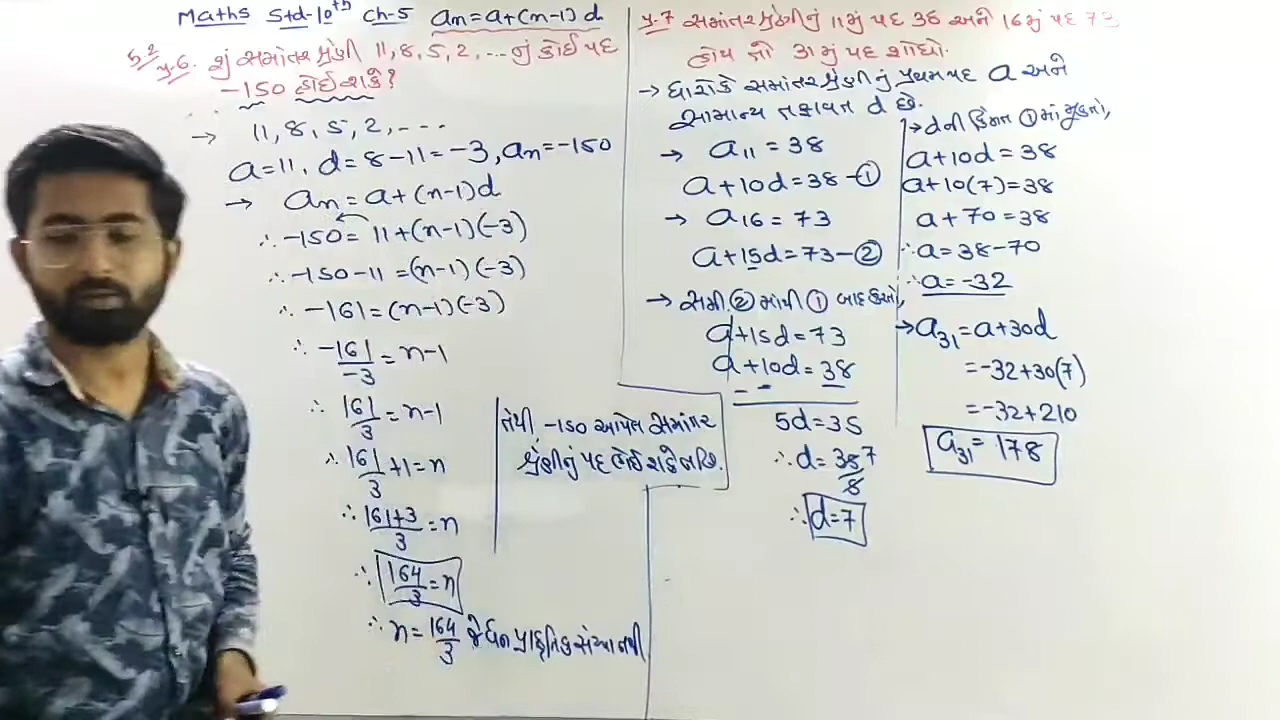 Maths Std-10th Ch-5 an=a+(n-1)d
5.2
પ્ર.6. શું સમાંતર શ્રેણી 11,8,5,2,... નું કોઈ પદ
-150 હોઈ શકે?
→ 11,8,5,2,...
a=11, d=8-11=-3, an=-150
→ an=a+(n-1)d
∴ -150=11+(n-1)(-3)
∴ -150-11=(n-1)(-3)
∴ -161=(n-1)(-3)
∴ -161/-3=n-1
∴ 161/3=n-1
∴ 161/3+1=n
∴ 161+3/3=n
∴ 164/3=n
∴ n=164/3 જે ધન પ્રાકૃતિક સંખ્યા નથી
તેથી -150 આપેલ સમાંતર
શ્રેણીનું પદ હોઈ શકે નહિ.
પ્ર.7 સમાંતર શ્રેણીનું 11મું પદ 38 અને 16મું પદ 73
હોય તો 31મું પદ શોધો.
→ ધારોકે સમાંતર શ્રેણીનું પ્રથમ પદ a અને
સામાન્ય તફાવત d છે.
→ a11=38
a+10d=38-①
→ a16=73
a+15d=73-②
→ સમી.② માંથી ① બાદ કરતાં,
a+15d=73
a+10d=38
- - 
5d=35
∴ d=35/5 7
∴ d=7
→ dની કિંમત ① માં મૂકતાં,
a+10d=38
a+10(7)=38
a+70=38
∴ a=38-70
∴ a=-32
→ a31=a+30d
=-32+30(7)
=-32+210
a31=178